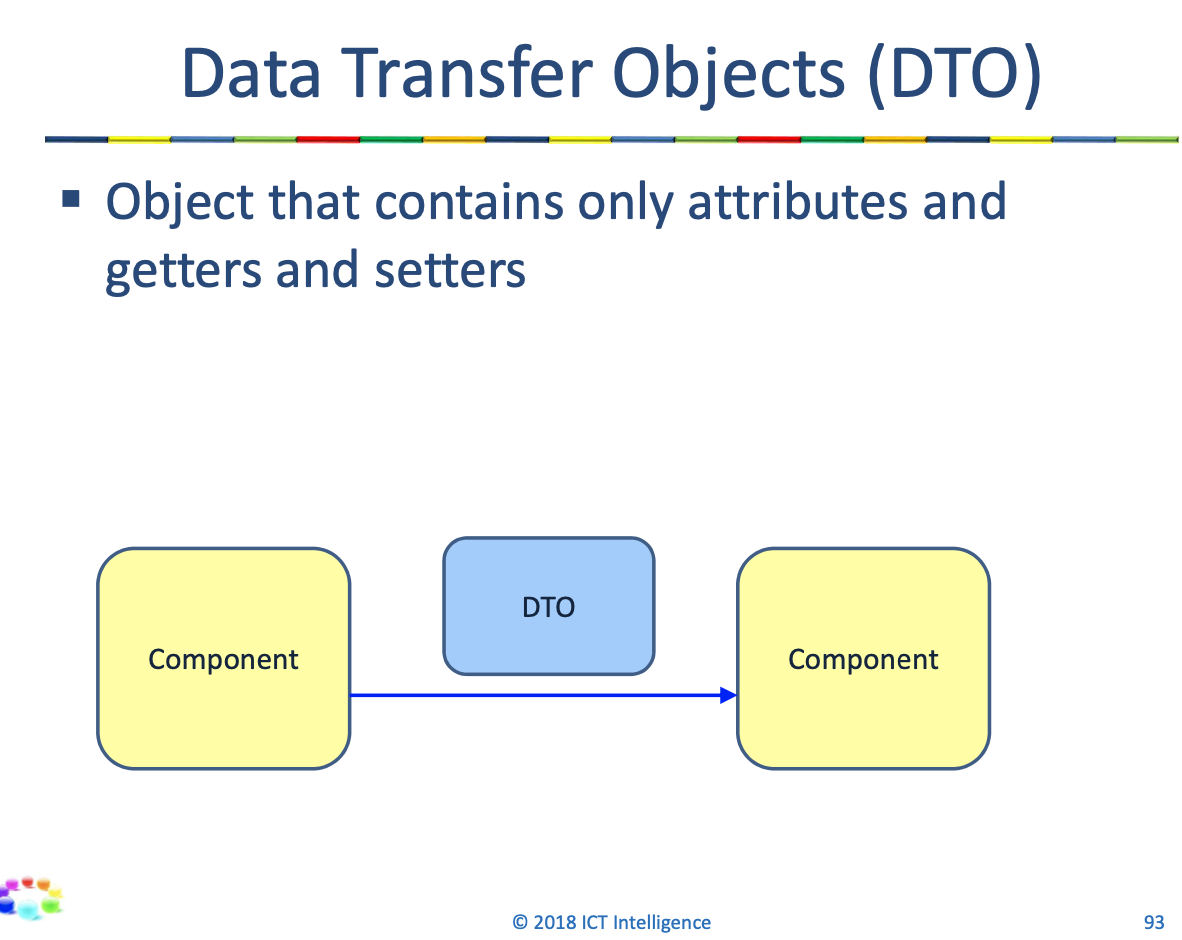 Data Transfer Objects (DTO)
▪ Object that contains only attributes and
getters and setters
DTO
Component
Component
© 2018 ICT Intelligence
93